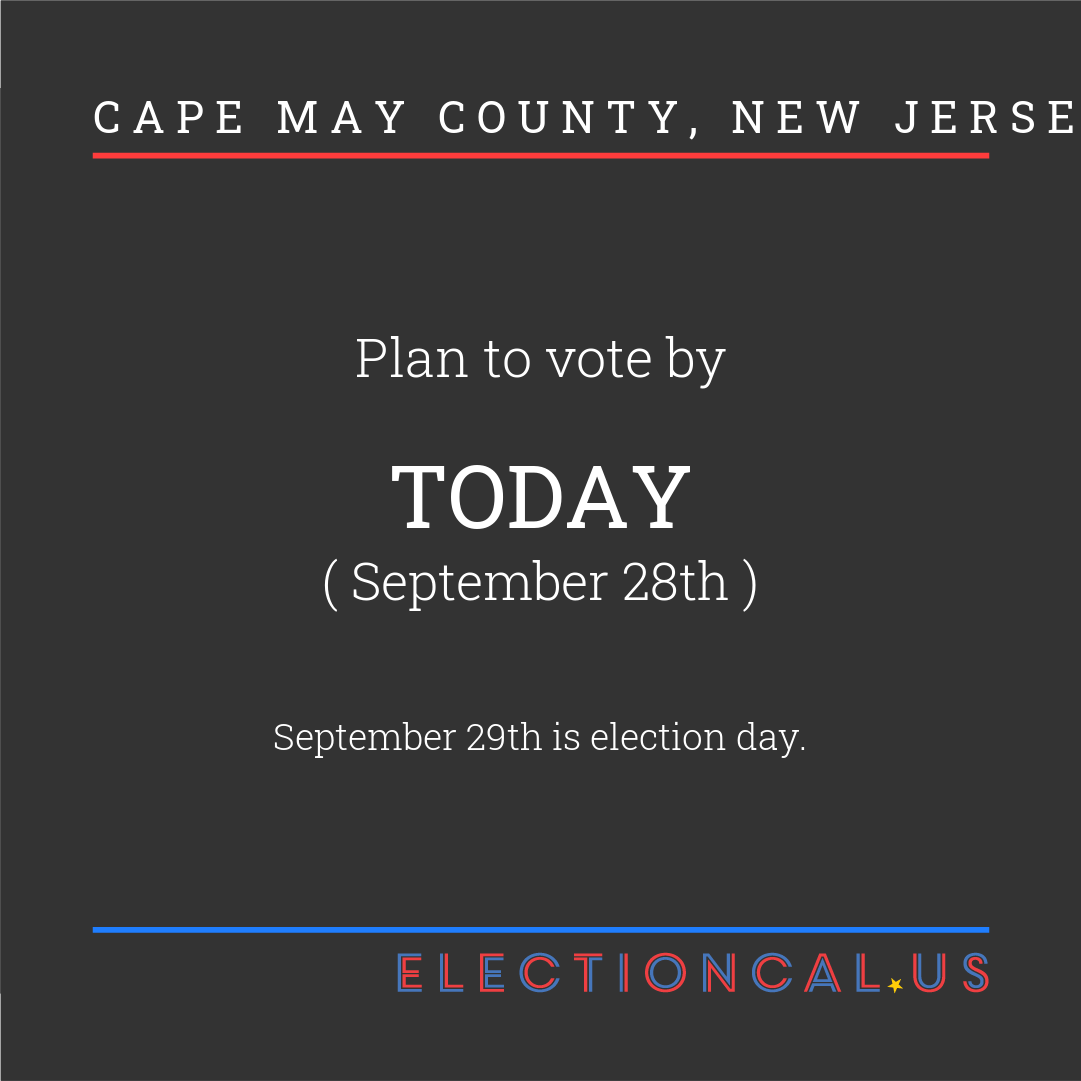 CAPE MAY COUNTY, NEW JERSE
Plan to vote by
TODAY
( September 28th )
September 29th is election day.
ELECTIONCAL.US